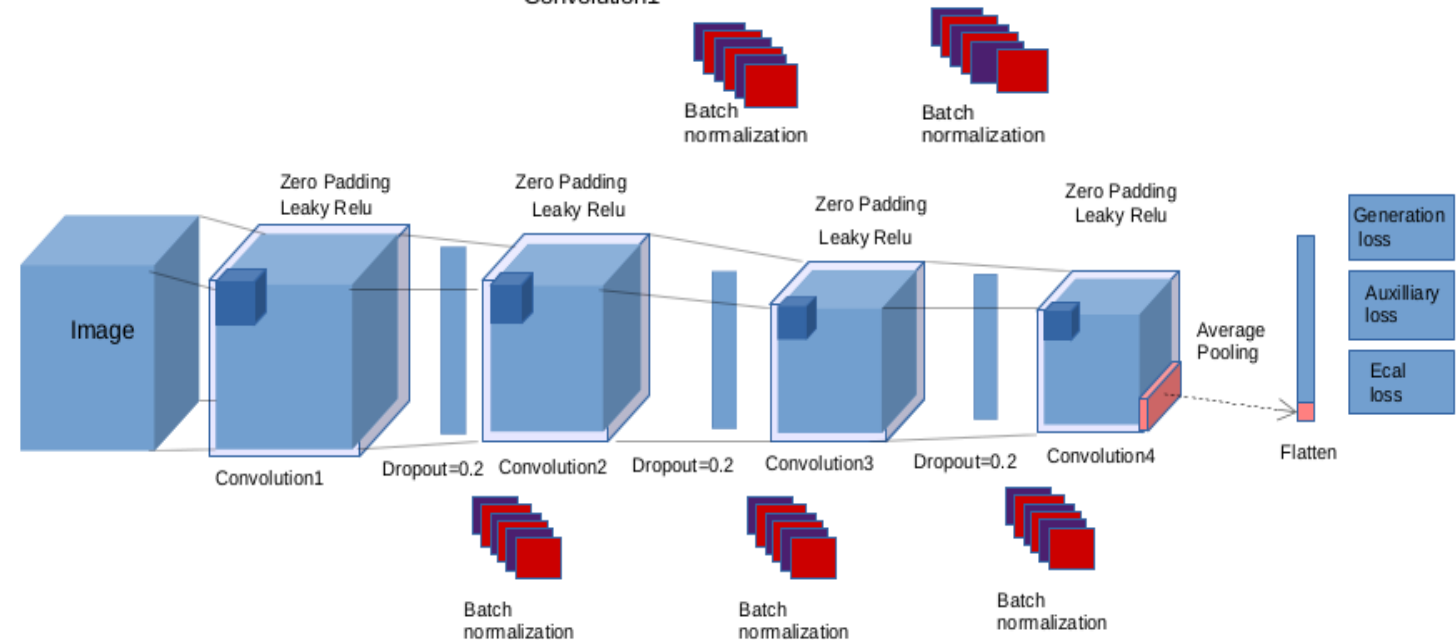 Convolution1
Batch
normalization
Batch
normalization
Zero Padding
Leaky Relu
Zero Padding
Leaky Relu
Zero Padding
Leaky Relu
Zero Padding
Leaky Relu
Image
Average
Pooling
Generation
loss
Auxilliary
loss
Ecal
loss
Convolution1
Dropout=0.2
Convolution2
Dropout=0.2
Convolution3
Dropout=0.2
Convolution4
Flatten
Batch
normalization
Batch
normalization
Batch
normalization